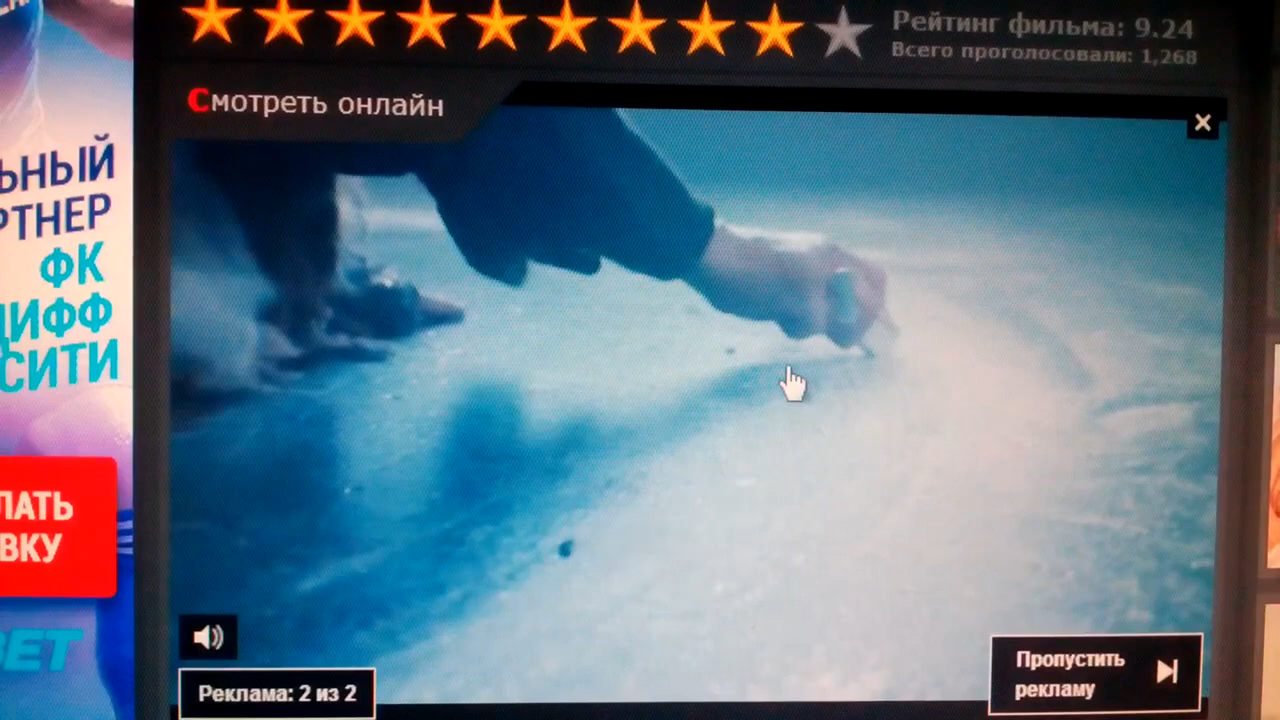 Рейтинг фильма: 9.24
Всего проголосовали: 1,268
Смотреть онлайн
ЬНЫЙ
РТНЕР
ФК
ДИФФ
СИТИ
ЛАТЬ
ВКУ
BET
Реклама: 2 из 2
Пропустить
рекламу